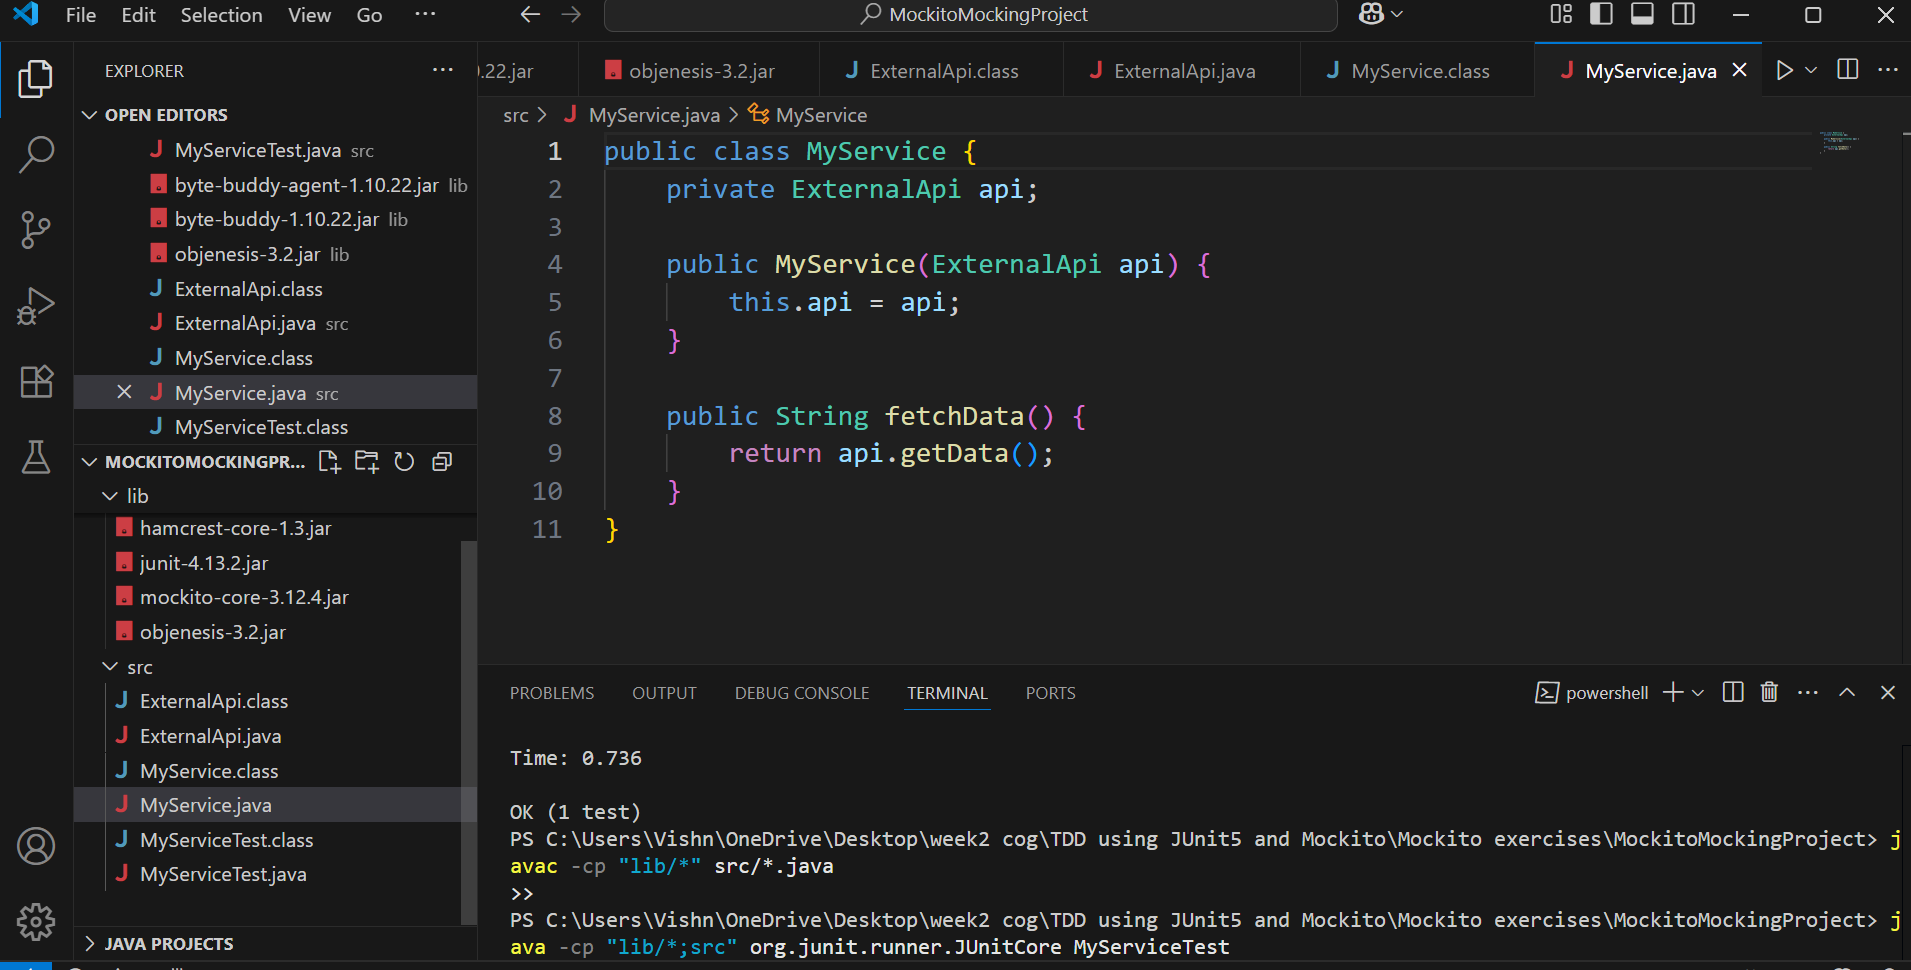 File Edit Selection View Go ··· MockitoMockingProject
EXPLORER
OPEN EDITORS
MyServiceTest.java src
byte-buddy-agent-1.10.22.jar lib
byte-buddy-1.10.22.jar lib
objenesis-3.2.jar lib
ExternalApi.class
ExternalApi.java src
MyService.class
MyService.java src
MyServiceTest.class
MOCKITOMOCKINGPR...
lib
hamcrest-core-1.3.jar
junit-4.13.2.jar
mockito-core-3.12.4.jar
objenesis-3.2.jar
src
ExternalApi.class
ExternalApi.java
MyService.class
MyService.java
MyServiceTest.class
MyServiceTest.java
JAVA PROJECTS
.22.jar objenesis-3.2.jar ExternalApi.class ExternalApi.java MyService.class MyService.java
src > MyService.java > MyService
1 public class MyService {
2 private ExternalApi api;
3
4 public MyService(ExternalApi api) {
5 this.api = api;
6 }
7
8 public String fetchData() {
9 return api.getData();
10 }
11 }
PROBLEMS OUTPUT DEBUG CONSOLE TERMINAL PORTS powershell
Time: 0.736
OK (1 test)
PS C:\Users\Vishn\OneDrive\Desktop\week2 cog\TDD using JUnit5 and Mockito\Mockito exercises\MockitoMockingProject> j
avac -cp "lib/*" src/*.java
>>
PS C:\Users\Vishn\OneDrive\Desktop\week2 cog\TDD using JUnit5 and Mockito\Mockito exercises\MockitoMockingProject> j
ava -cp "lib/*;src" org.junit.runner.JUnitCore MyServiceTest